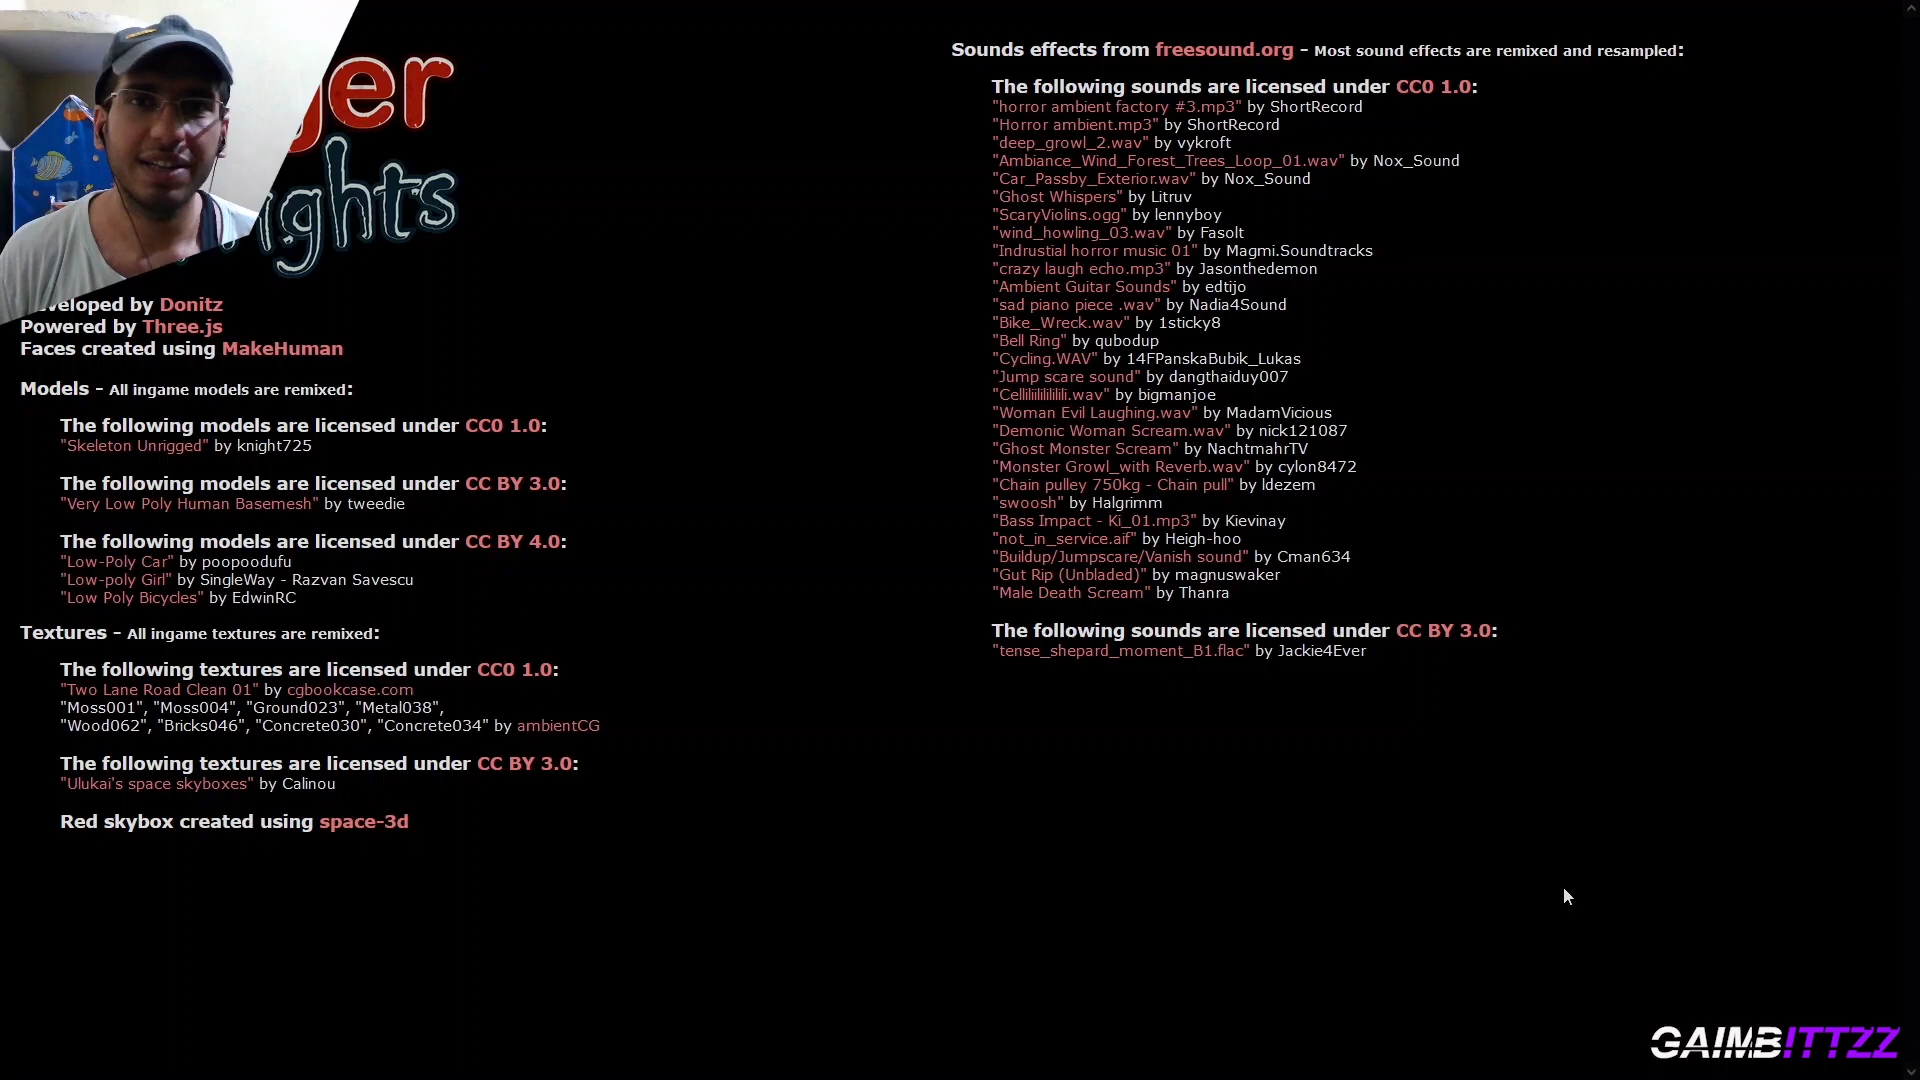 ger
ights
eloped by Donitz
Powered by Three.js
Faces created using MakeHuman
Models - All ingame models are remixed:
The following models are licensed under CC0 1.0:
"Skeleton Unrigged" by knight725
The following models are licensed under CC BY 3.0:
"Very Low Poly Human Basemesh" by tweedie
The following models are licensed under CC BY 4.0:
"Low-Poly Car" by poopoodufu
"Low-poly Girl" by SingleWay - Razvan Savescu
"Low Poly Bicycles" by EdwinRC
Textures - All ingame textures are remixed:
The following textures are licensed under CC0 1.0:
"Two Lane Road Clean 01" by cgbookcase.com
"Moss001", "Moss004", "Ground023", "Metal038",
"Wood062", "Bricks046", "Concrete030", "Concrete034" by ambientCG
The following textures are licensed under CC BY 3.0:
"Ulukai's space skyboxes" by Calinou
Red skybox created using space-3d
Sounds effects from freesound.org - Most sound effects are remixed and resampled:
The following sounds are licensed under CC0 1.0:
"horror ambient factory #3.mp3" by ShortRecord
"Horror ambient.mp3" by ShortRecord
"deep_growl_2.wav" by vykroft
"Ambiance_Wind_Forest_Trees_Loop_01.wav" by Nox_Sound
"Car_Passby_Exterior.wav" by Nox_Sound
"Ghost Whispers" by Litruv
"ScaryViolins.ogg" by lennyboy
"wind_howling_03.wav" by Fasolt
"Indrustial horror music 01" by Magmi.Soundtracks
"crazy laugh echo.mp3" by Jasonthedemon
"Ambient Guitar Sounds" by edtijo
"sad piano piece .wav" by Nadia4Sound
"Bike_Wreck.wav" by 1sticky8
"Bell Ring" by qubodup
"Cycling.WAV" by 14FPanskaBubik_Lukas
"Jump scare sound" by dangthaiduy007
by bigmanjoe
"Woman Evil Laughing.wav" by MadamVicious
"Demonic Woman Scream.wav" by nick121087
"Ghost Monster Scream" by NachtmahrTV
"Monster Growl_with Reverb.wav" by cylon8472
"Chain pulley 750kg - Chain pull" by ldezem
"swoosh" by Halgrimm
"Bass Impact - Ki_01.mp3" by Kievinay
"not_in_service.aif" by Heigh-hoo
"Buildup/Jumpscare/Vanish sound" by Cman634
"Gut Rip (Unbladed)" by magnuswaker
"Male Death Scream" by Thanra
The following sounds are licensed under CC BY 3.0:
"tense_shepard_moment_B1.flac" by Jackie4Ever
GAIMBITTZZ